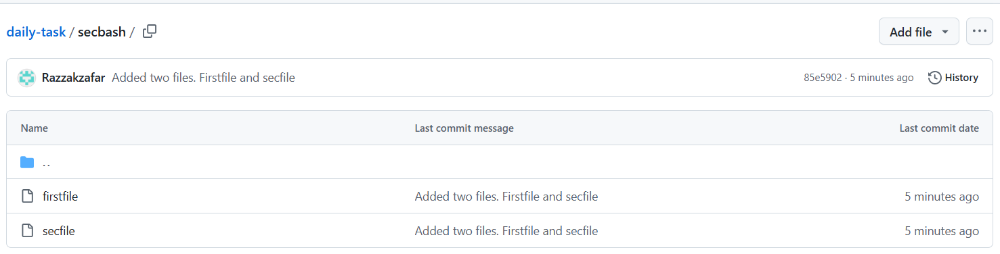 daily-task / secbash /
Add file
Razzakzafar Added two files. Firstfile and secfile 85e5902 · 5 minutes ago History
Name Last commit message Last commit date
..
firstfile Added two files. Firstfile and secfile 5 minutes ago
secfile Added two files. Firstfile and secfile 5 minutes ago